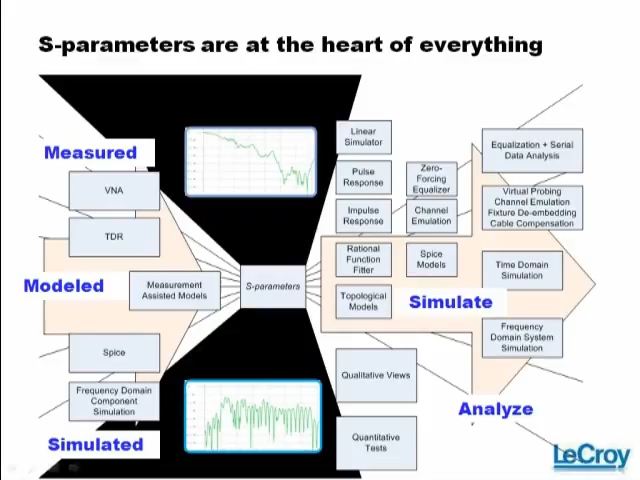 S-parameters are at the heart of everything
Measured
VNA
TDR
Modeled
Measurement
Assisted Models
Spice
Frequency Domain
Component
Simulation
Simulated
S-parameters
Linear
Simulator
Pulse
Response
Impulse
Response
Rational
Function
Fitter
Topological
Models
Zero-
Forcing
Equalizer
Channel
Emulation
Spice
Models
Simulate
Qualitative Views
Quantitative
Tests
Equalization + Serial
Data Analysis
Virtual Probing
Channel Emulation
Fixture De-embedding
Cable Compensation
Time Domain
Simulation
Frequency
Domain System
Simulation
Analyze
LeCroy